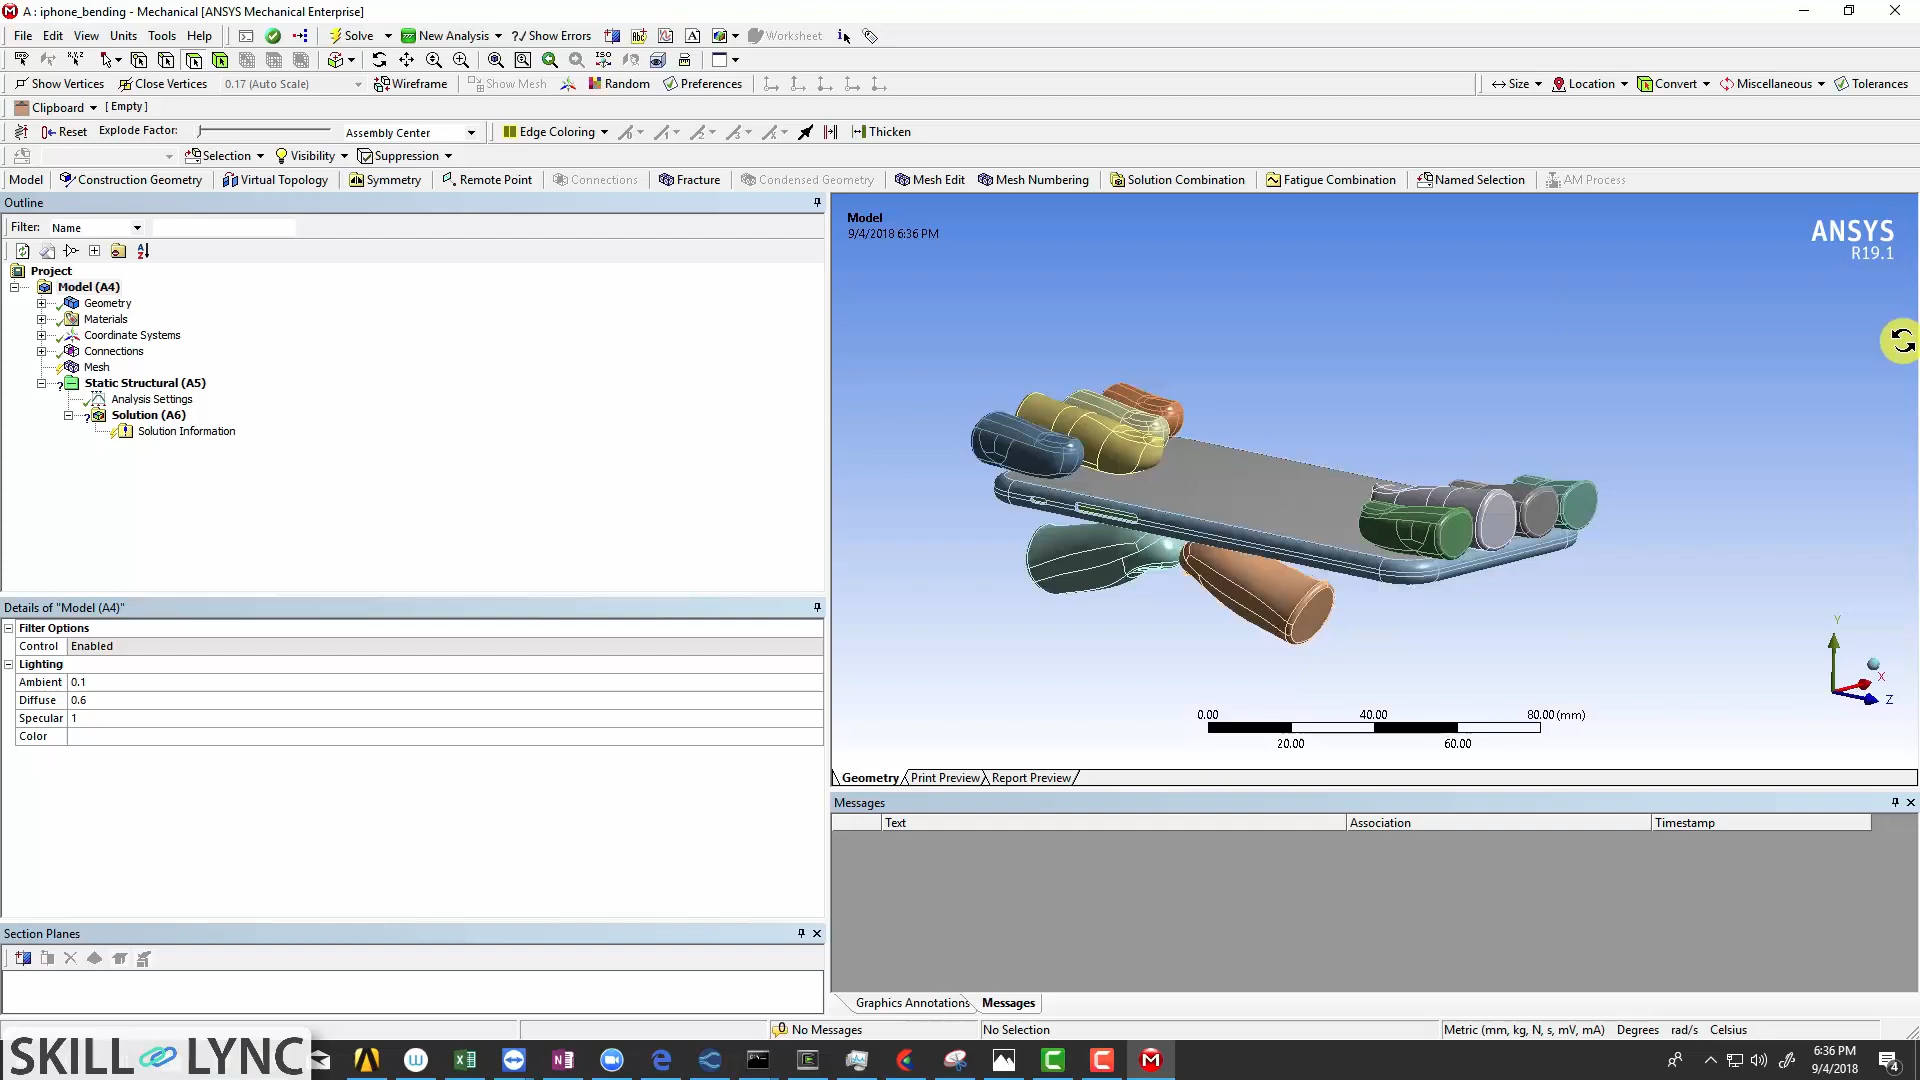 A : iphone_bending - Mechanical [ANSYS Mechanical Enterprise]
File Edit View Units Tools Help Solve New Analysis ?/ Show Errors Worksheet
Show Vertices Close Vertices 0.17 (Auto Scale) Wireframe Show Mesh Random Preferences Size Location Convert Miscellaneous Tolerances
Clipboard [ Empty ]
Reset Explode Factor: Assembly Center Edge Coloring Thicken
Selection Visibility Suppression
Model Construction Geometry Virtual Topology Symmetry Remote Point Connections Fracture Condensed Geometry Mesh Edit Mesh Numbering Solution Combination Fatigue Combination Named Selection AM Process
Outline
Filter: Name
Project
Model (A4)
Geometry
Materials
Coordinate Systems
Connections
Mesh
Static Structural (A5)
Analysis Settings
Solution (A6)
Solution Information
Details of "Model (A4)"
Filter Options
Control Enabled
Lighting
Ambient 0.1
Diffuse 0.6
Specular 1
Color
Section Planes
Model
9/4/2018 6:36 PM
ANSYS
R19.1
Y
X
Z
0.00 40.00 80.00 (mm)
20.00 60.00
Geometry Print Preview Report Preview
Messages
Text Association Timestamp
Graphics Annotations Messages
No Messages No Selection Metric (mm, kg, N, s, mV, mA) Degrees rad/s Celsius
SKILL LYNC
6:36 PM
9/4/2018
4